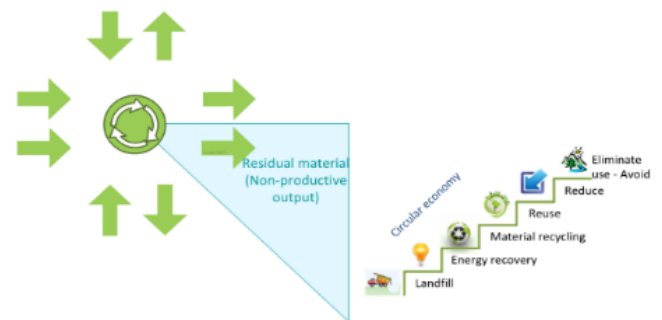 Residual material
(Non-productive
output)
Circular economy
Eliminate
use - Avoid
Reduce
Reuse
Material recycling
Energy recovery
Landfill